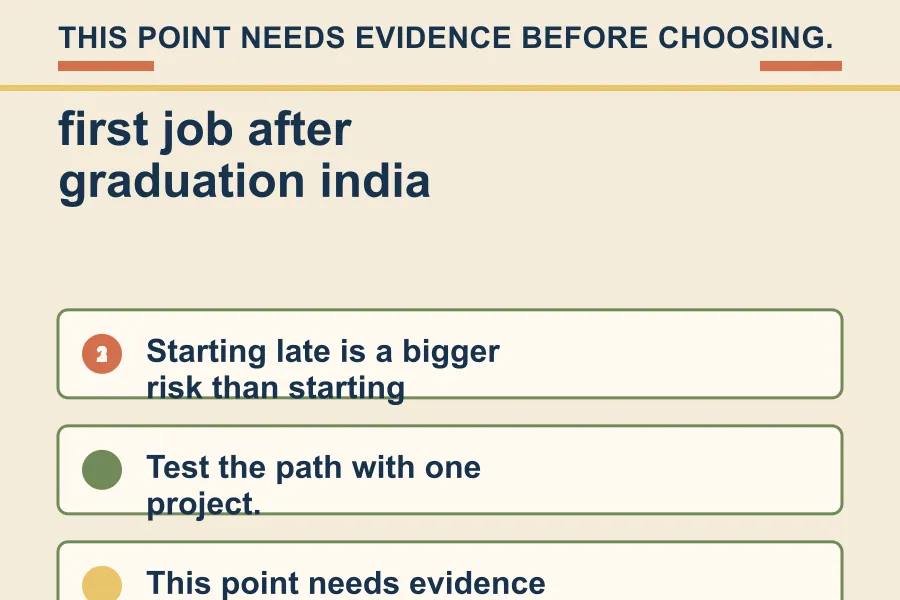 THIS POINT NEEDS EVIDENCE BEFORE CHOOSING.
first job after
graduation india
Starting late is a bigger
risk than starting
Test the path with one
project.
This point needs evidence